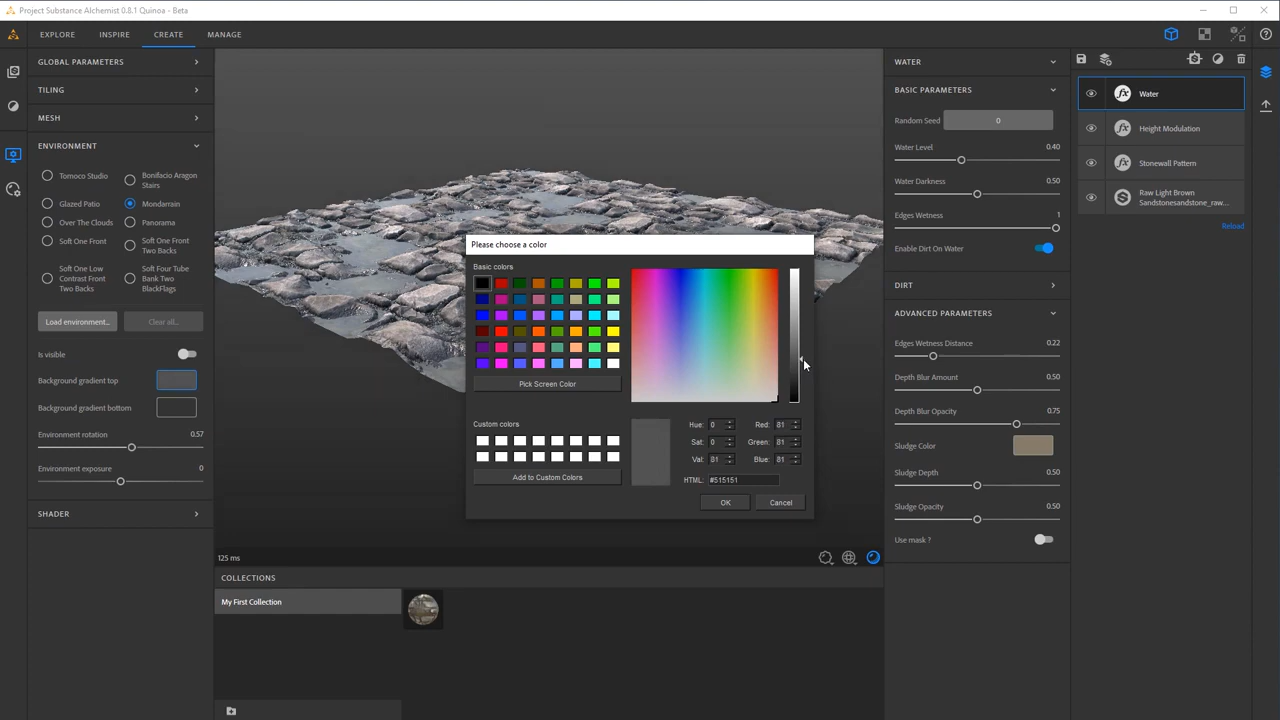 Project Substance Alchemist 0.8.1 Quinoa - Beta
EXPLORE INSPIRE CREATE MANAGE
GLOBAL PARAMETERS
TILING
MESH
ENVIRONMENT
Tomoco Studio
Bonifacio Aragon
Stairs
Glazed Patio
Mondarrain
Over The Clouds
Panorama
Soft One Front
Soft One Front
Two Backs
Soft One Low
Contrast Front
Two Backs
Soft Four Tube
Bank Two
BlackFlags
Load environment...
Clear all...
Is visible
Background gradient top
Background gradient bottom
Environment rotation 0.57
Environment exposure 0
SHADER
Please choose a color
Basic colors
Pick Screen Color
Custom colors
Add to Custom Colors
Hue: 0 Red: 81
Sat: 0 Green: 81
Val: 81 Blue: 81
HTML: #515151
OK Cancel
125 ms
COLLECTIONS
My First Collection
WATER
BASIC PARAMETERS
Random Seed 0
Water Level 0.40
Water Darkness 0.50
Edges Wetness 1
Enable Dirt On Water
DIRT
ADVANCED PARAMETERS
Edges Wetness Distance 0.22
Depth Blur Amount 0.50
Depth Blur Opacity 0.75
Sludge Color
Sludge Depth 0.50
Sludge Opacity 0.50
Use mask ?
fx Water
fx Height Modulation
fx Stonewall Pattern
Raw Light Brown
Sandstonesandstone_raw...
Reload